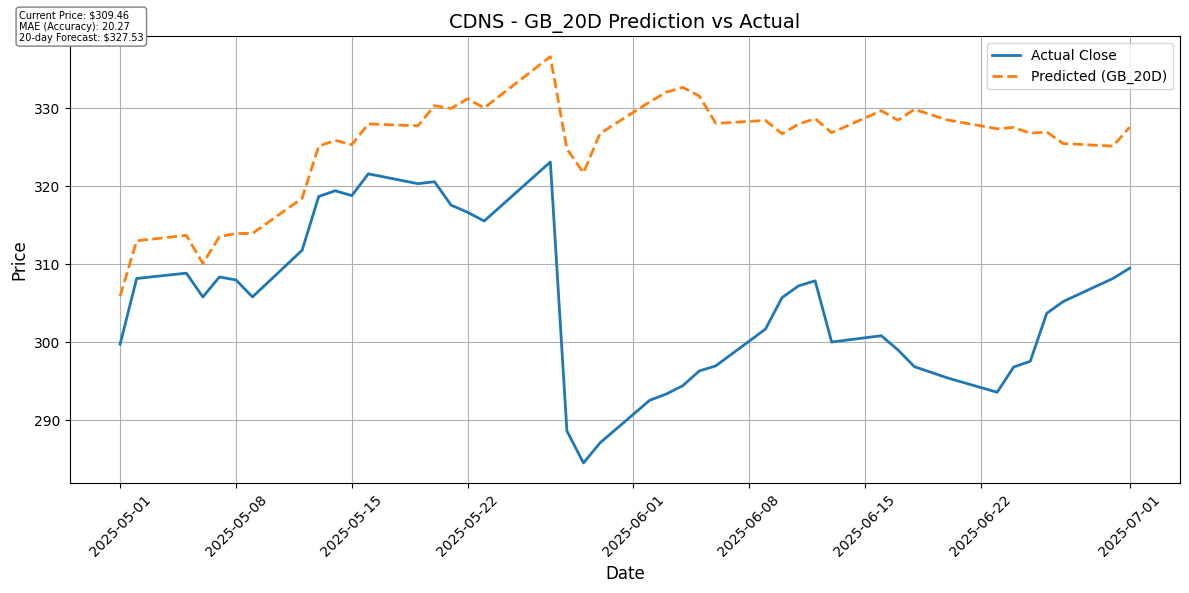 CDNS - GB_20D Prediction vs Actual
Current Price: $309.46
MAE (Accuracy): 20.27
20-day Forecast: $327.53
Actual Close
Predicted (GB_20D)
Price
330
320
310
300
290
2025-05-01
2025-05-08
2025-05-15
2025-05-22
2025-06-01
2025-06-08
2025-06-15
2025-06-22
2025-07-01
Date